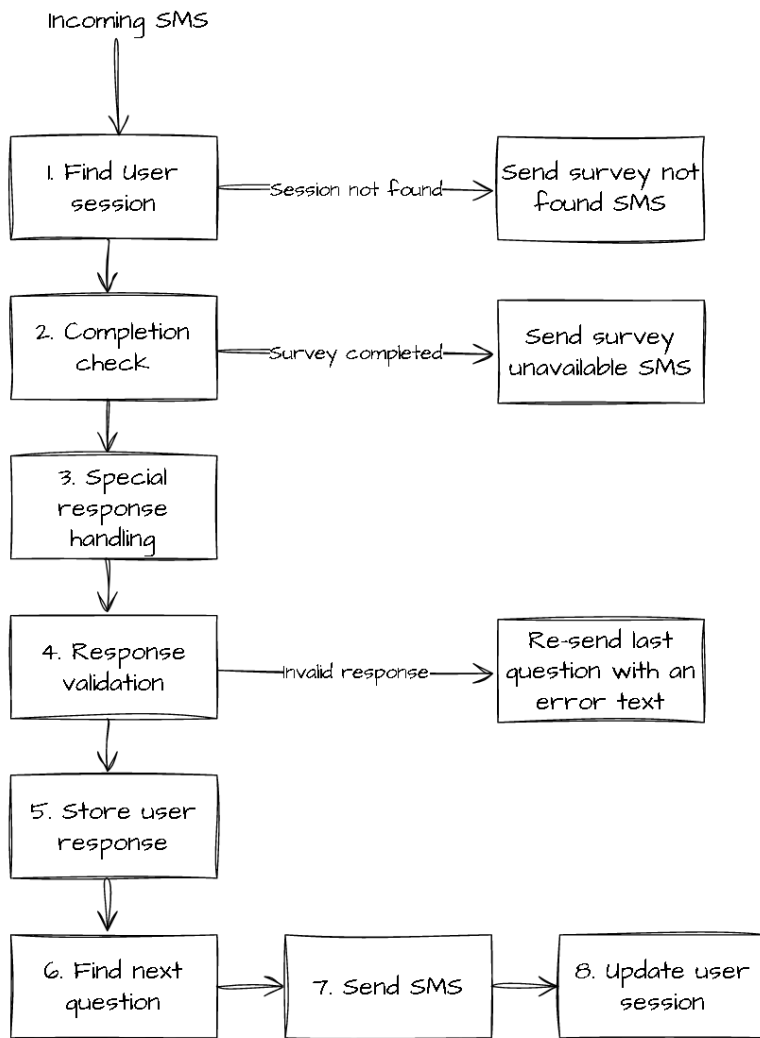 Incoming SMS
1. Find User
session
Session not found
Send survey not
found SMS
2. Completion
check
Survey completed
Send survey
unavailable SMS
3. Special
response
handling
4. Response
validation
Invalid response
Re-send last
question with an
error text
5. Store user
response
6. Find next
question
7. Send SMS
8. Update user
session